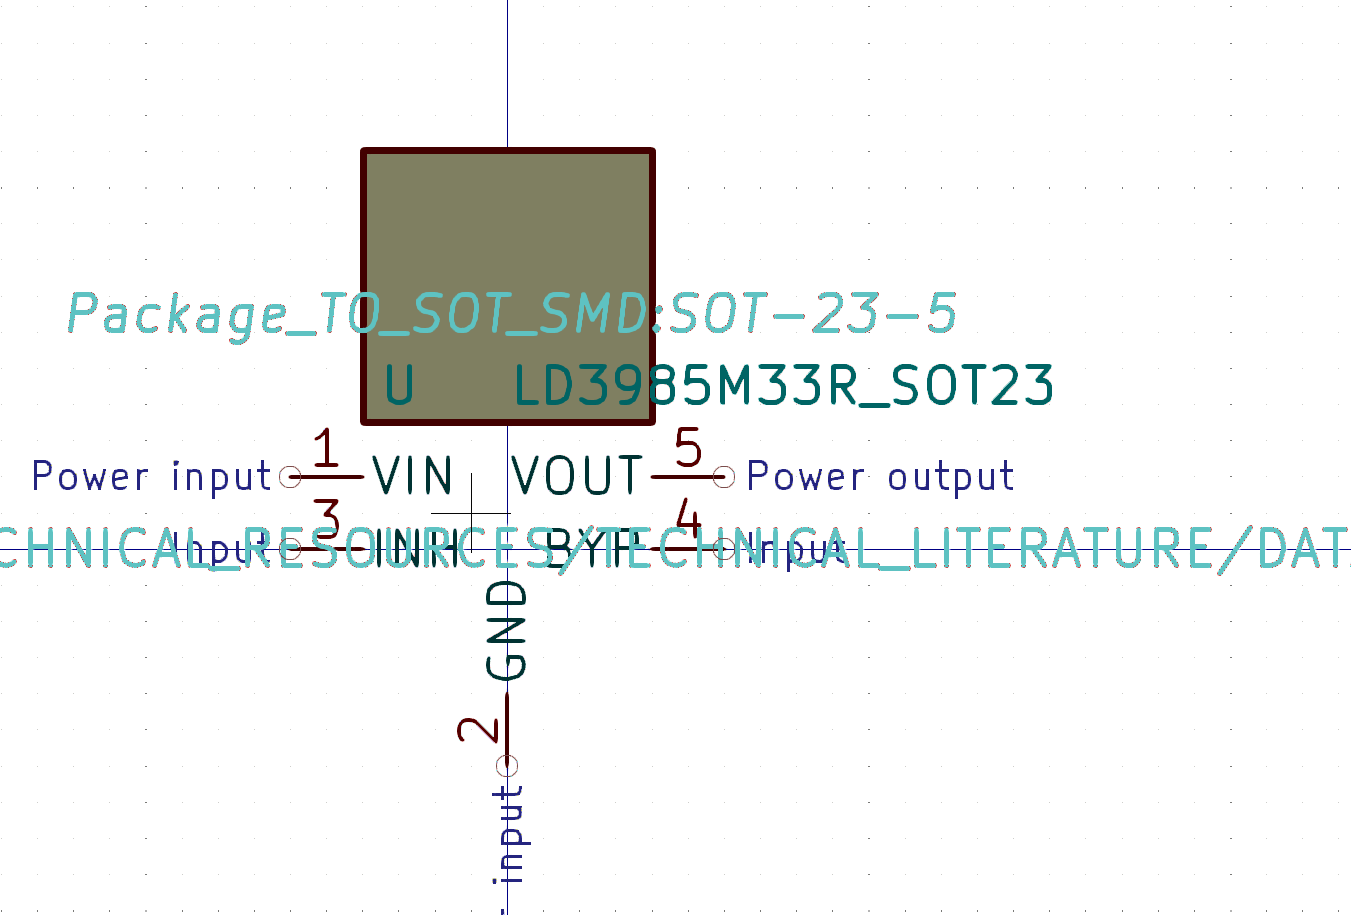 Package_TO_SOT_SMD:SOT-23-5
U LD3985M33R_SOT23
1 5
Power input VIN VOUT Power output
3 4
Input INH BYP Input
CHNICAL_RESOURCES/TECHNICAL_LITERATURE/DATA
GND
2
input